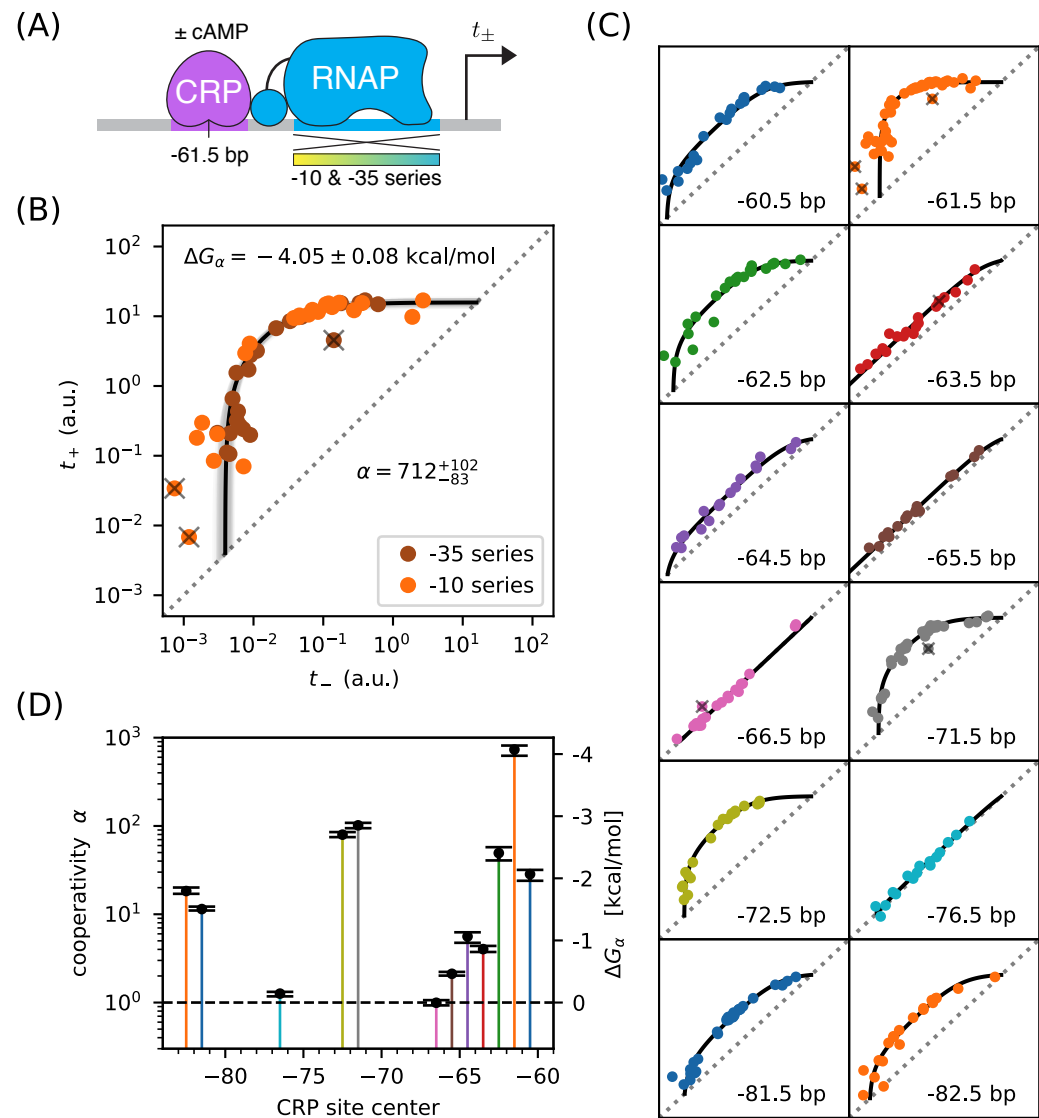 (A)
± cAMP
CRP
RNAP
t±
-61.5 bp
-10 & -35 series
(B)
ΔGα = − 4.05 ± 0.08 kcal/mol
α = 712 +102 −83
10²
10¹
10⁰
10⁻¹
10⁻²
10⁻³
t₊ (a.u.)
-35 series
-10 series
10⁻³ 10⁻² 10⁻¹ 10⁰ 10¹ 10²
t₋ (a.u.)
(C)
-60.5 bp
-61.5 bp
-62.5 bp
-63.5 bp
-64.5 bp
-65.5 bp
-66.5 bp
-71.5 bp
-72.5 bp
-76.5 bp
-81.5 bp
-82.5 bp
(D)
10³
10²
10¹
10⁰
cooperativity α
-4
-3
-2
-1
0
ΔGα [kcal/mol]
−80 −75 −70 −65 −60
CRP site center